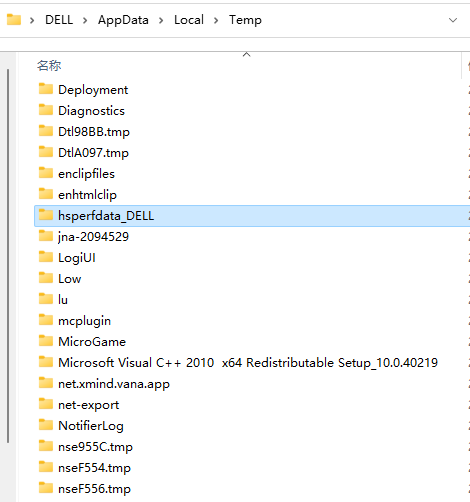 DELL > AppData > Local > Temp
名称
Deployment
Diagnostics
Dtl98BB.tmp
DtlA097.tmp
enclipfiles
enhtmlclip
hsperfdata_DELL
jna-2094529
LogiUI
Low
lu
mcplugin
MicroGame
Microsoft Visual C++ 2010  x64 Redistributable Setup_10.0.40219
net.xmind.vana.app
net-export
NotifierLog
nse955C.tmp
nseF554.tmp
nseF556.tmp